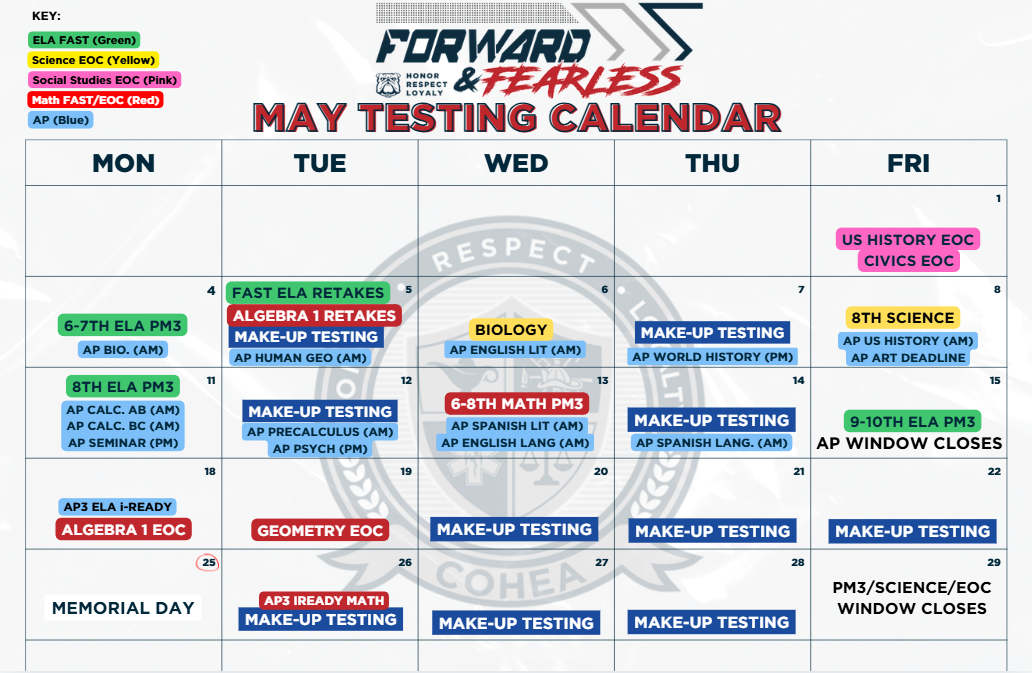 KEY:
ELA FAST (Green)
Science EOC (Yellow)
Social Studies EOC (Pink)
Math FAST/EOC (Red)
AP (Blue)
FORWARD
HONOR
RESPECT
LOYALY
& FEARLESS
MAY TESTING CALENDAR
MON TUE WED THU FRI
1
US HISTORY EOC
CIVICS EOC
4
6-7TH ELA PM3
AP BIO. (AM)
5
FAST ELA RETAKES
ALGEBRA 1 RETAKES
MAKE-UP TESTING
AP HUMAN GEO (AM)
6
BIOLOGY
AP ENGLISH LIT (AM)
7
MAKE-UP TESTING
AP WORLD HISTORY (PM)
8
8TH SCIENCE
AP US HISTORY (AM)
AP ART DEADLINE
11
8TH ELA PM3
AP CALC. AB (AM)
AP CALC. BC (AM)
AP SEMINAR (PM)
12
MAKE-UP TESTING
AP PRECALCULUS (AM)
AP PSYCH (PM)
13
6-8TH MATH PM3
AP SPANISH LIT (AM)
AP ENGLISH LANG (AM)
14
MAKE-UP TESTING
AP SPANISH LANG. (AM)
15
9-10TH ELA PM3
AP WINDOW CLOSES
18
AP3 ELA i-READY
ALGEBRA 1 EOC
19
GEOMETRY EOC
20
MAKE-UP TESTING
21
MAKE-UP TESTING
22
MAKE-UP TESTING
25
MEMORIAL DAY
26
AP3 IREADY MATH
MAKE-UP TESTING
27
MAKE-UP TESTING
28
MAKE-UP TESTING
29
PM3/SCIENCE/EOC
WINDOW CLOSES
RESPECT
COHEA